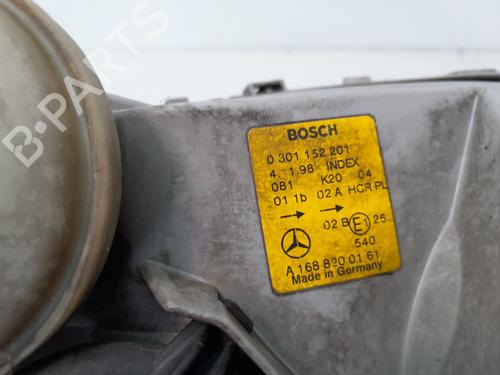 BOSCH
0 301 152 201
4.11.98 INDEX
081 K20 04
01 1b 02 A HCR PL
02 B E1 25
540
A 168 820 01 61
Made in Germany
B-PARTS